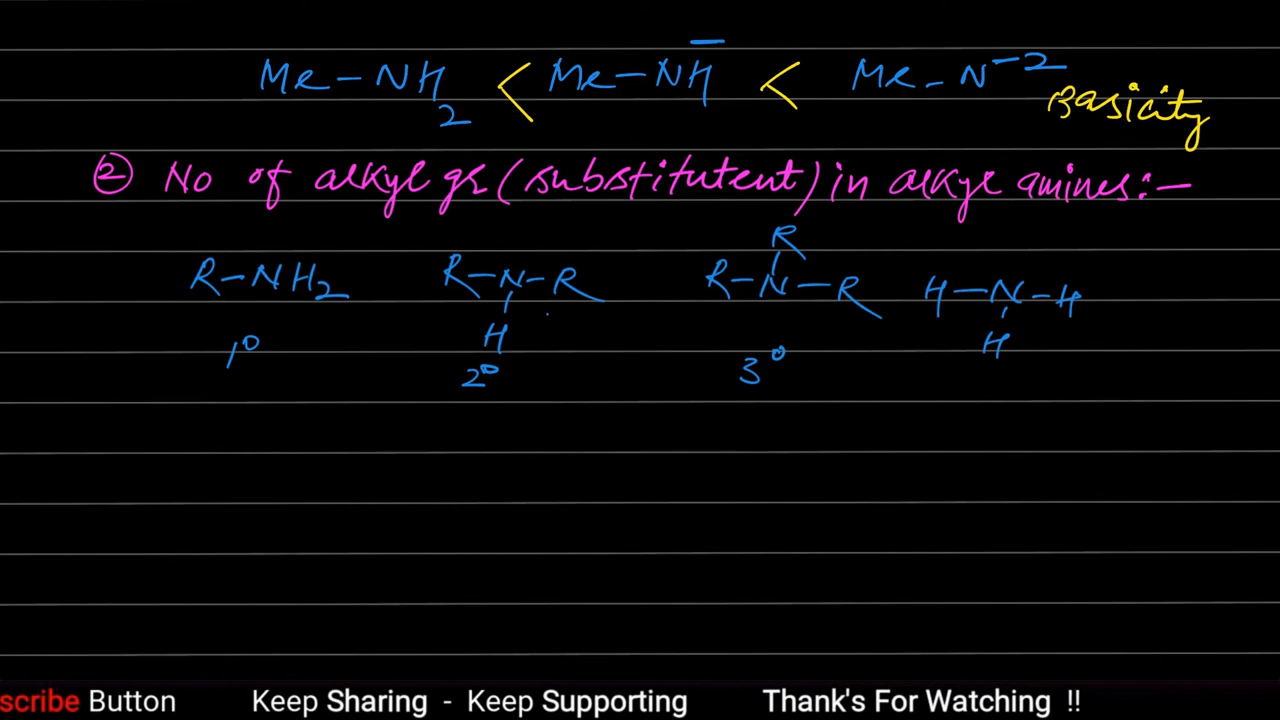 Me-NH2 < Me-NH̅ < Me-N-2 Basicity
② No of alkyl gr (substitutent) in alkyl amines:-
R-NH2 R-N-R R-N-R H-N-H
H R H
1° 2° 3°
scribe Button Keep Sharing - Keep Supporting Thank's For Watching !!